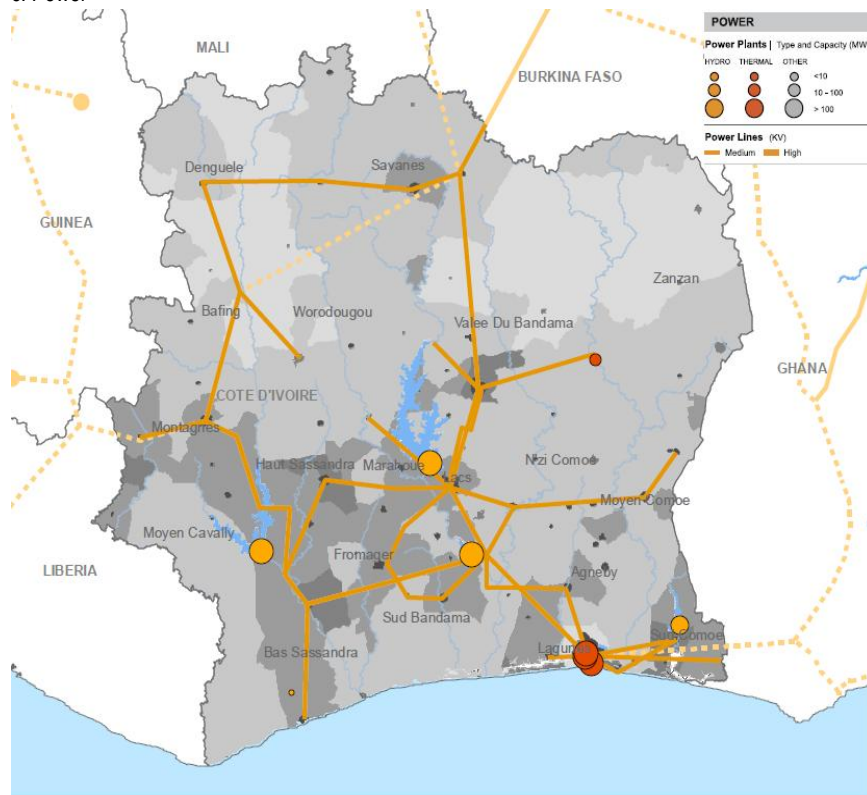 POWER
Power Plants | Type and Capacity (MW
HYDRO THERMAL OTHER
<10
10 - 100
> 100
Power Lines (KV)
Medium High
MALI
BURKINA FASO
Denguele
Savanes
GUINEA
Zanzan
Bafing
Worodougou
Valee Du Bandama
GHANA
COTE D'IVOIRE
Montagnes
Haut Sassandra
Marahoue
Lacs
N'zi Comoe
Moyen Comoe
Moyen Cavally
Fromager
LIBERIA
Agneby
Sud Bandama
Bas Sassandra
Lagunes
Sud Comoe